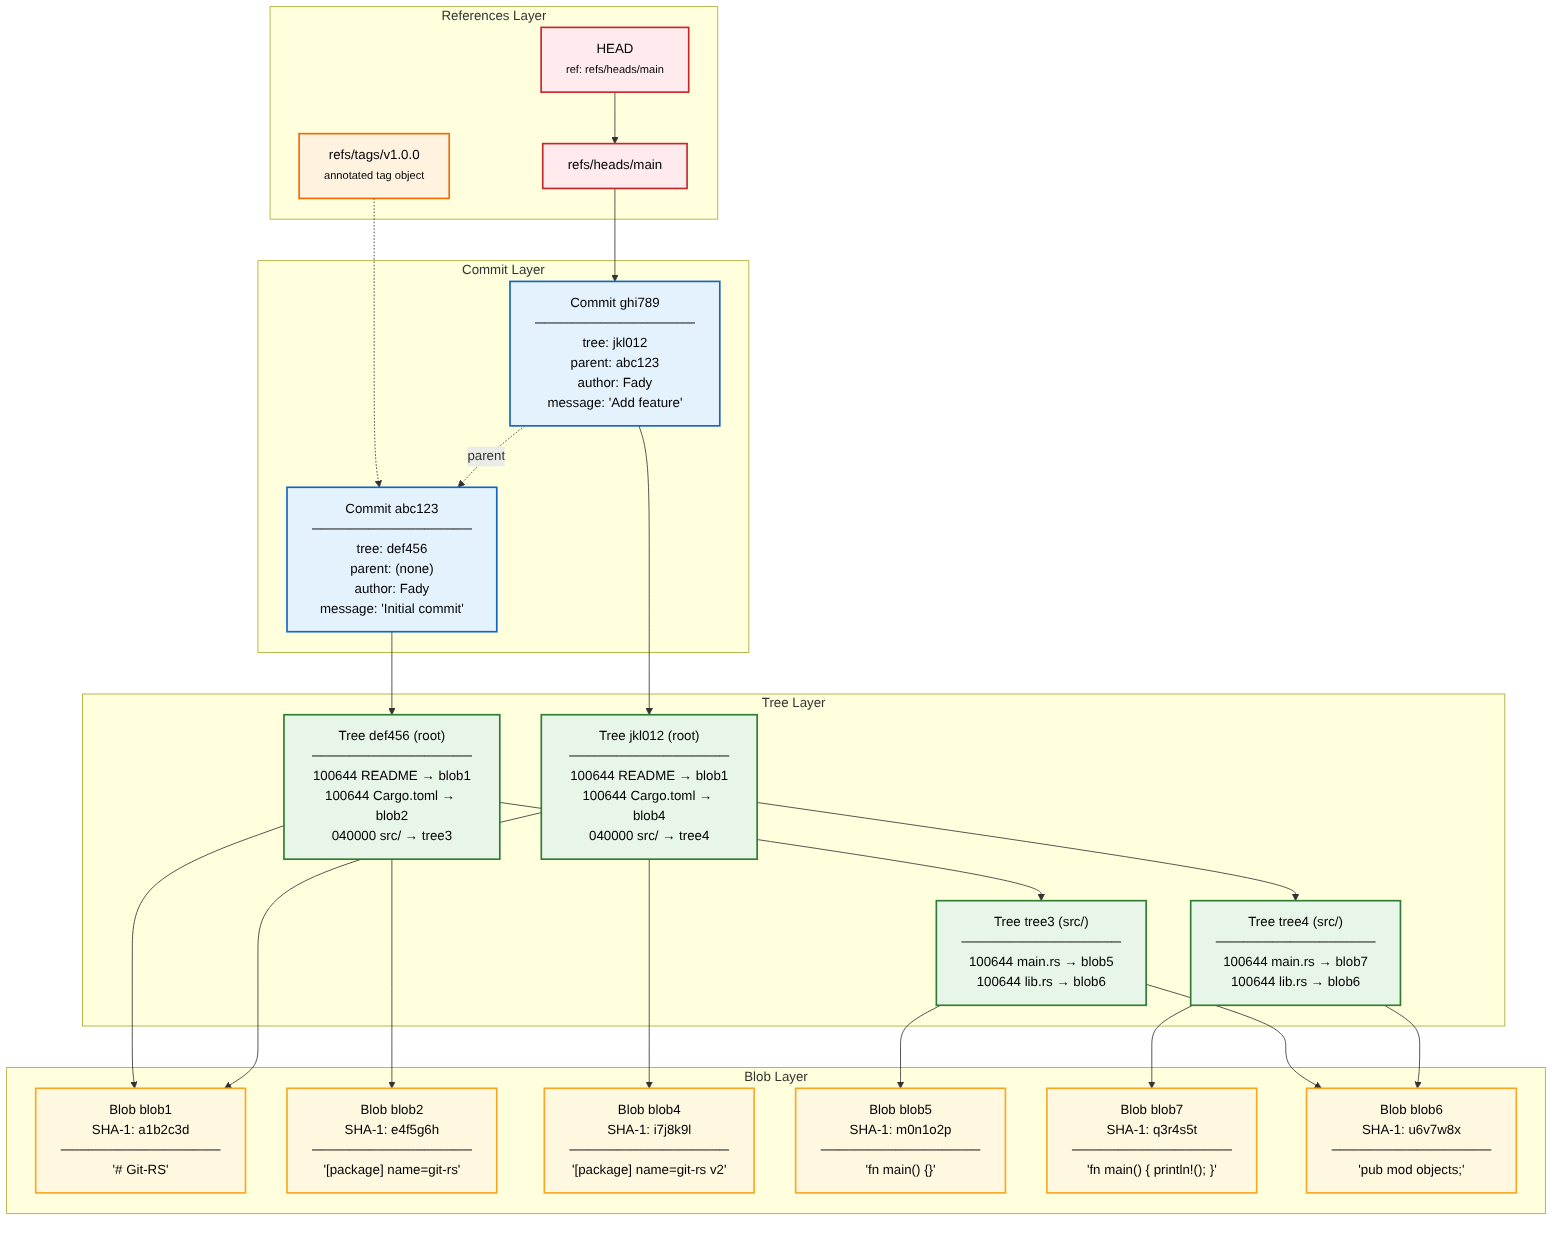 References Layer
HEAD
ref: refs/heads/main
refs/tags/v1.0.0
annotated tag object
refs/heads/main
Commit Layer
Commit ghi789
────────────────
tree: jkl012
parent: abc123
author: Fady
message: 'Add feature'
parent
Commit abc123
────────────────
tree: def456
parent: (none)
author: Fady
message: 'Initial commit'
Tree Layer
Tree def456 (root)
────────────────
100644 README → blob1
100644 Cargo.toml →
blob2
040000 src/ → tree3
Tree jkl012 (root)
────────────────
100644 README → blob1
100644 Cargo.toml →
blob4
040000 src/ → tree4
Tree tree3 (src/)
────────────────
100644 main.rs → blob5
100644 lib.rs → blob6
Tree tree4 (src/)
────────────────
100644 main.rs → blob7
100644 lib.rs → blob6
Blob Layer
Blob blob1
SHA-1: a1b2c3d
────────────────
'# Git-RS'
Blob blob2
SHA-1: e4f5g6h
────────────────
'[package] name=git-rs'
Blob blob4
SHA-1: i7j8k9l
────────────────
'[package] name=git-rs v2'
Blob blob5
SHA-1: m0n1o2p
────────────────
'fn main() {}'
Blob blob7
SHA-1: q3r4s5t
────────────────
'fn main() { println!(); }'
Blob blob6
SHA-1: u6v7w8x
────────────────
'pub mod objects;'